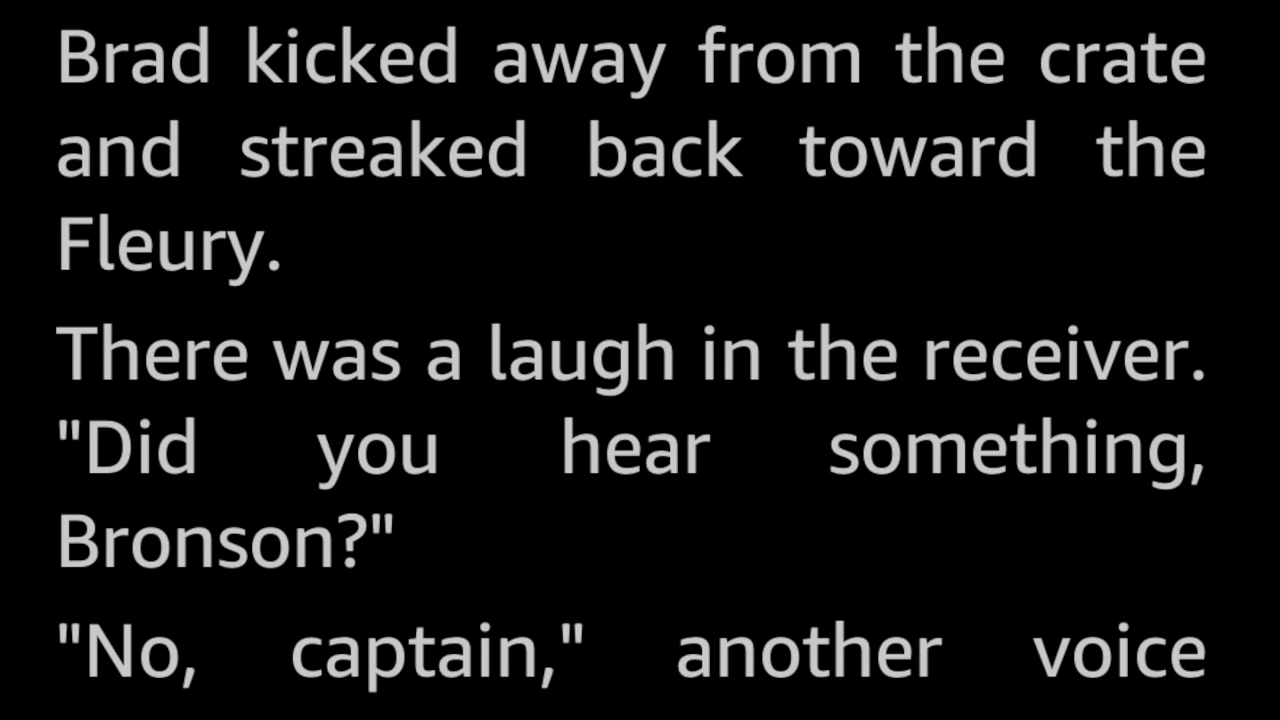 Brad kicked away from the crate
and streaked back toward the
Fleury.
There was a laugh in the receiver.
"Did you hear something,
Bronson?"
"No, captain," another voice